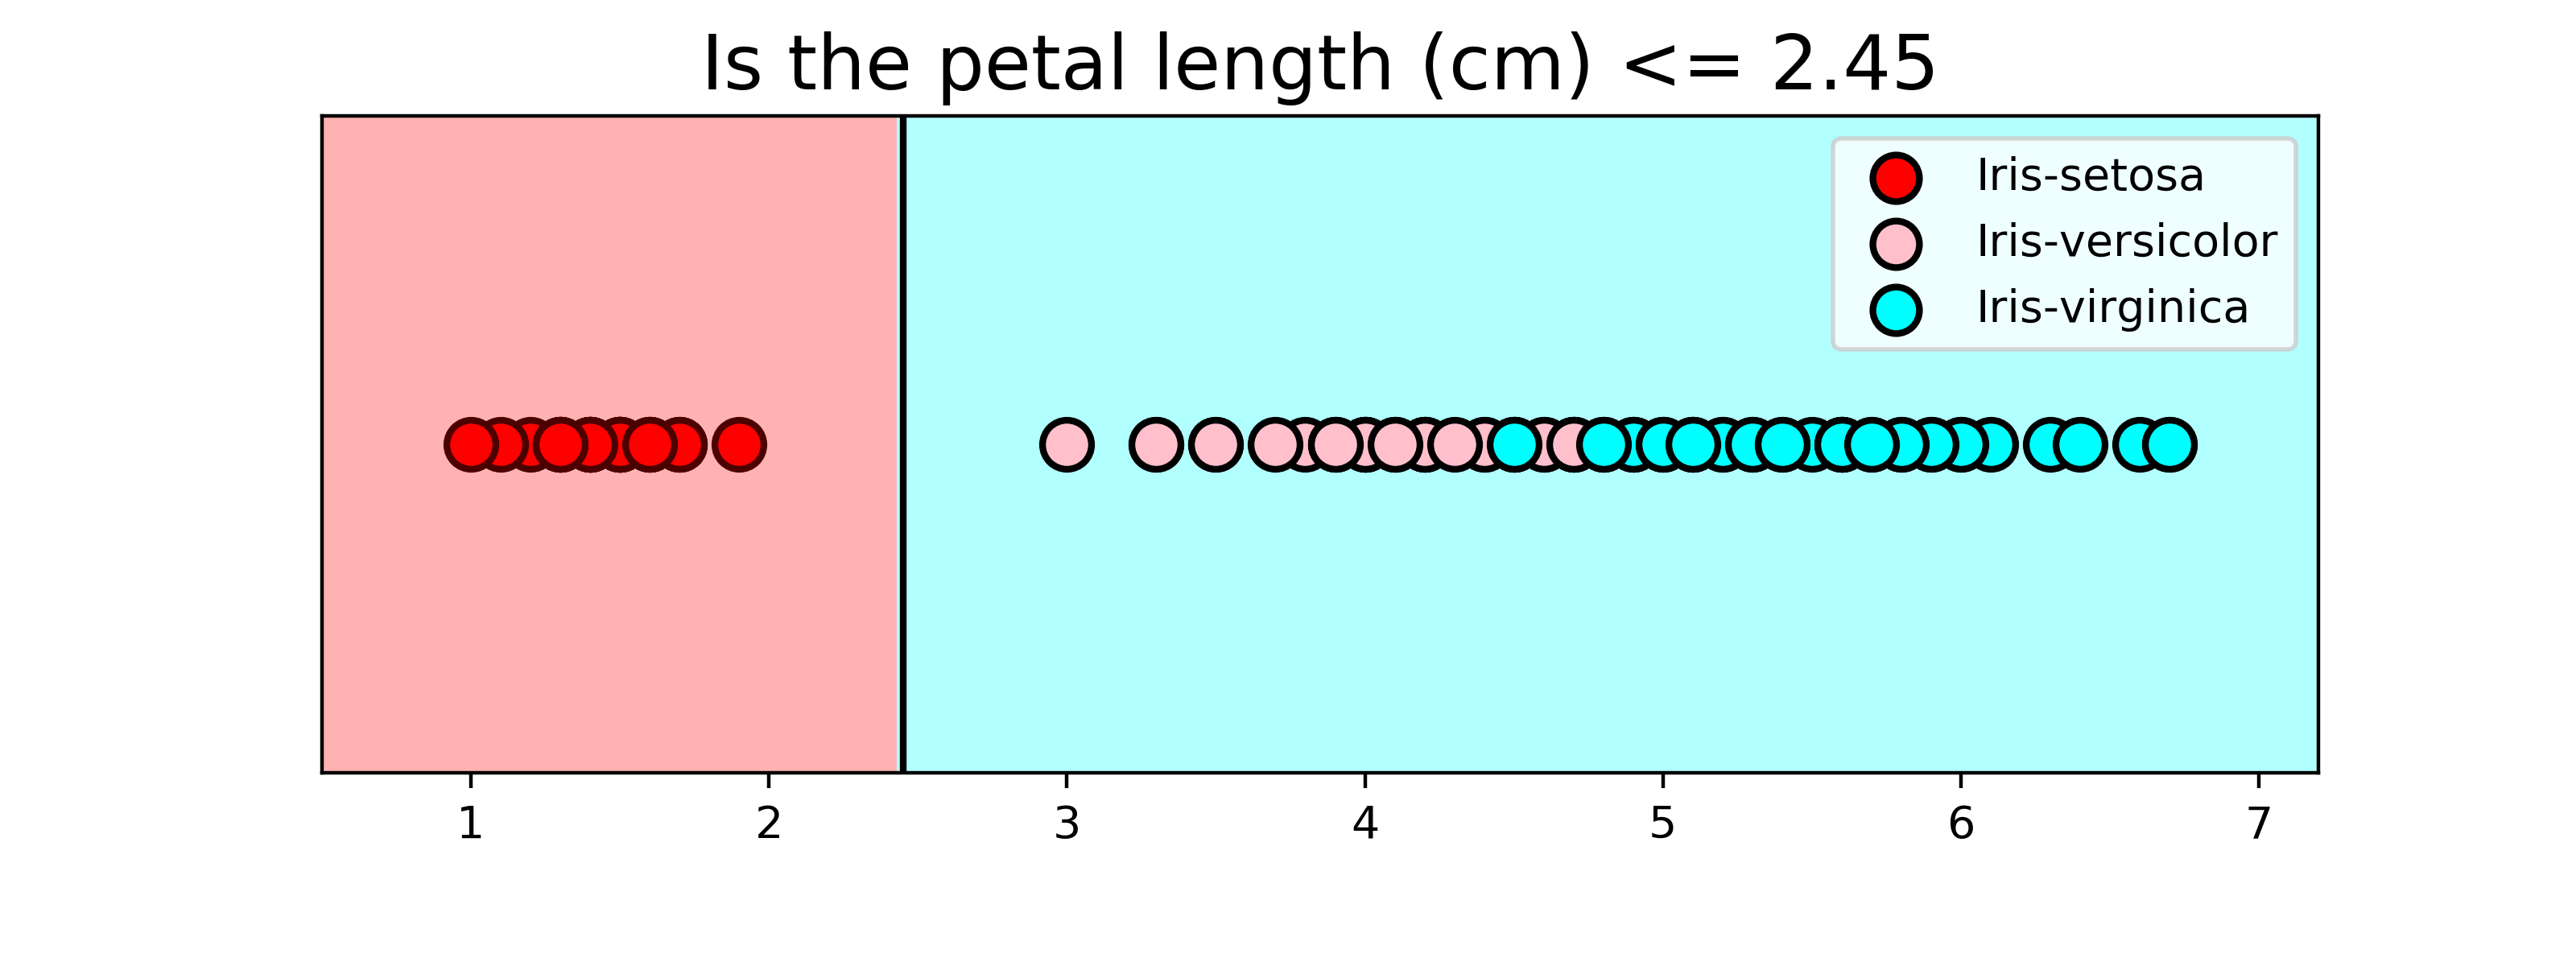 Is the petal length (cm) <= 2.45
Iris-setosa
Iris-versicolor
Iris-virginica
1 2 3 4 5 6 7